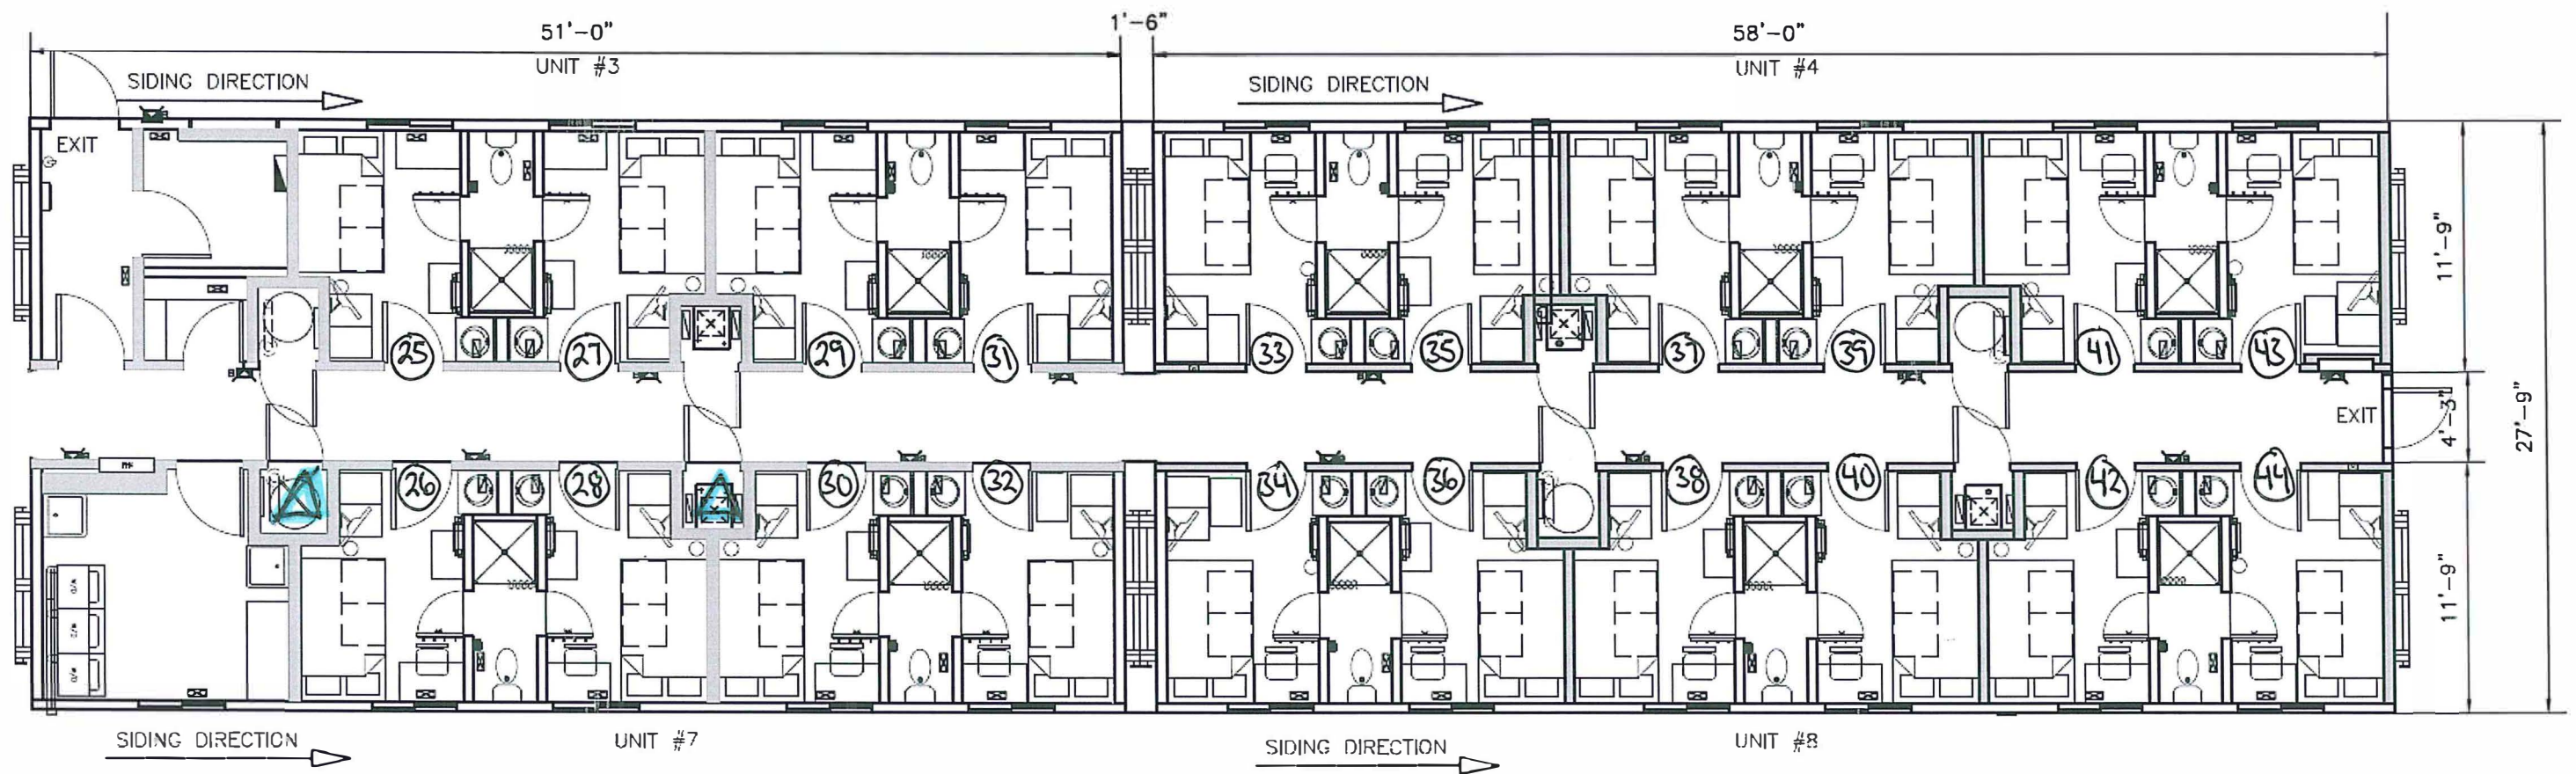 51'-0"
1'-6"
58'-0"
UNIT #3
UNIT #4
SIDING DIRECTION
SIDING DIRECTION
EXIT
11'-9"
25
27
29
31
33
35
37
39
41
43
EXIT
4'-3"
27'-9"
26
28
30
32
34
36
38
40
42
44
11'-9"
W/D
W/D
W/D
UNIT #7
UNIT #8
SIDING DIRECTION
SIDING DIRECTION